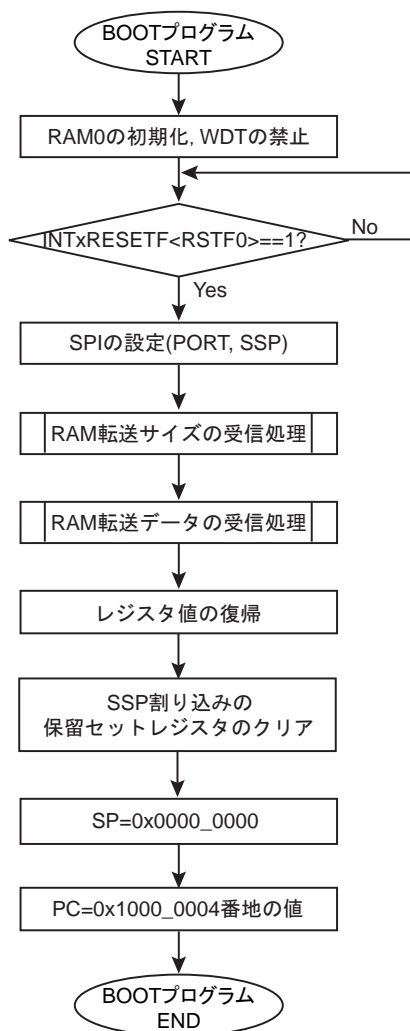 BOOTプログラム
START
RAM0の初期化, WDTの禁止
INTxRESETF<RSTF0>==1?
No
Yes
SPIの設定(PORT, SSP)
RAM転送サイズの受信処理
RAM転送データの受信処理
レジスタ値の復帰
SSP割り込みの
保留セットレジスタのクリア
SP=0x0000_0000
PC=0x1000_0004番地の値
BOOTプログラム
END